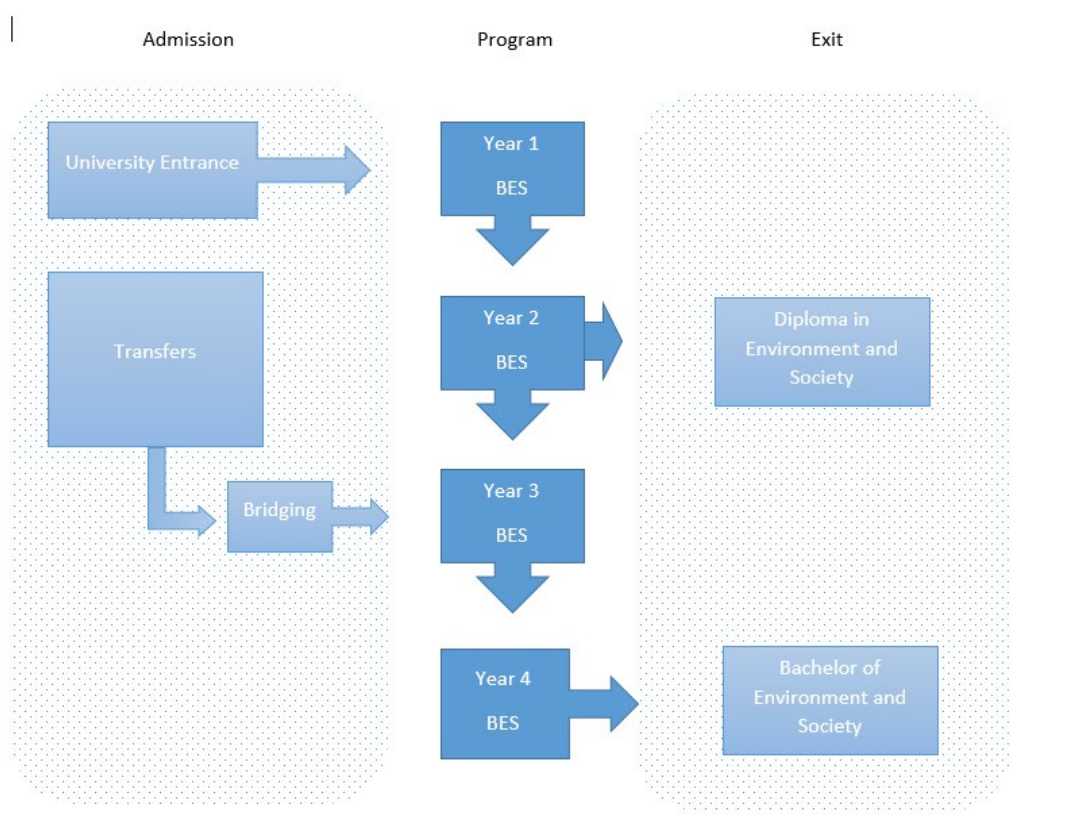 Admission
Program
Exit
University Entrance
Year 1
BES
Transfers
Year 2
BES
Diploma in
Environment and
Society
Bridging
Year 3
BES
Year 4
BES
Bachelor of
Environment and
Society